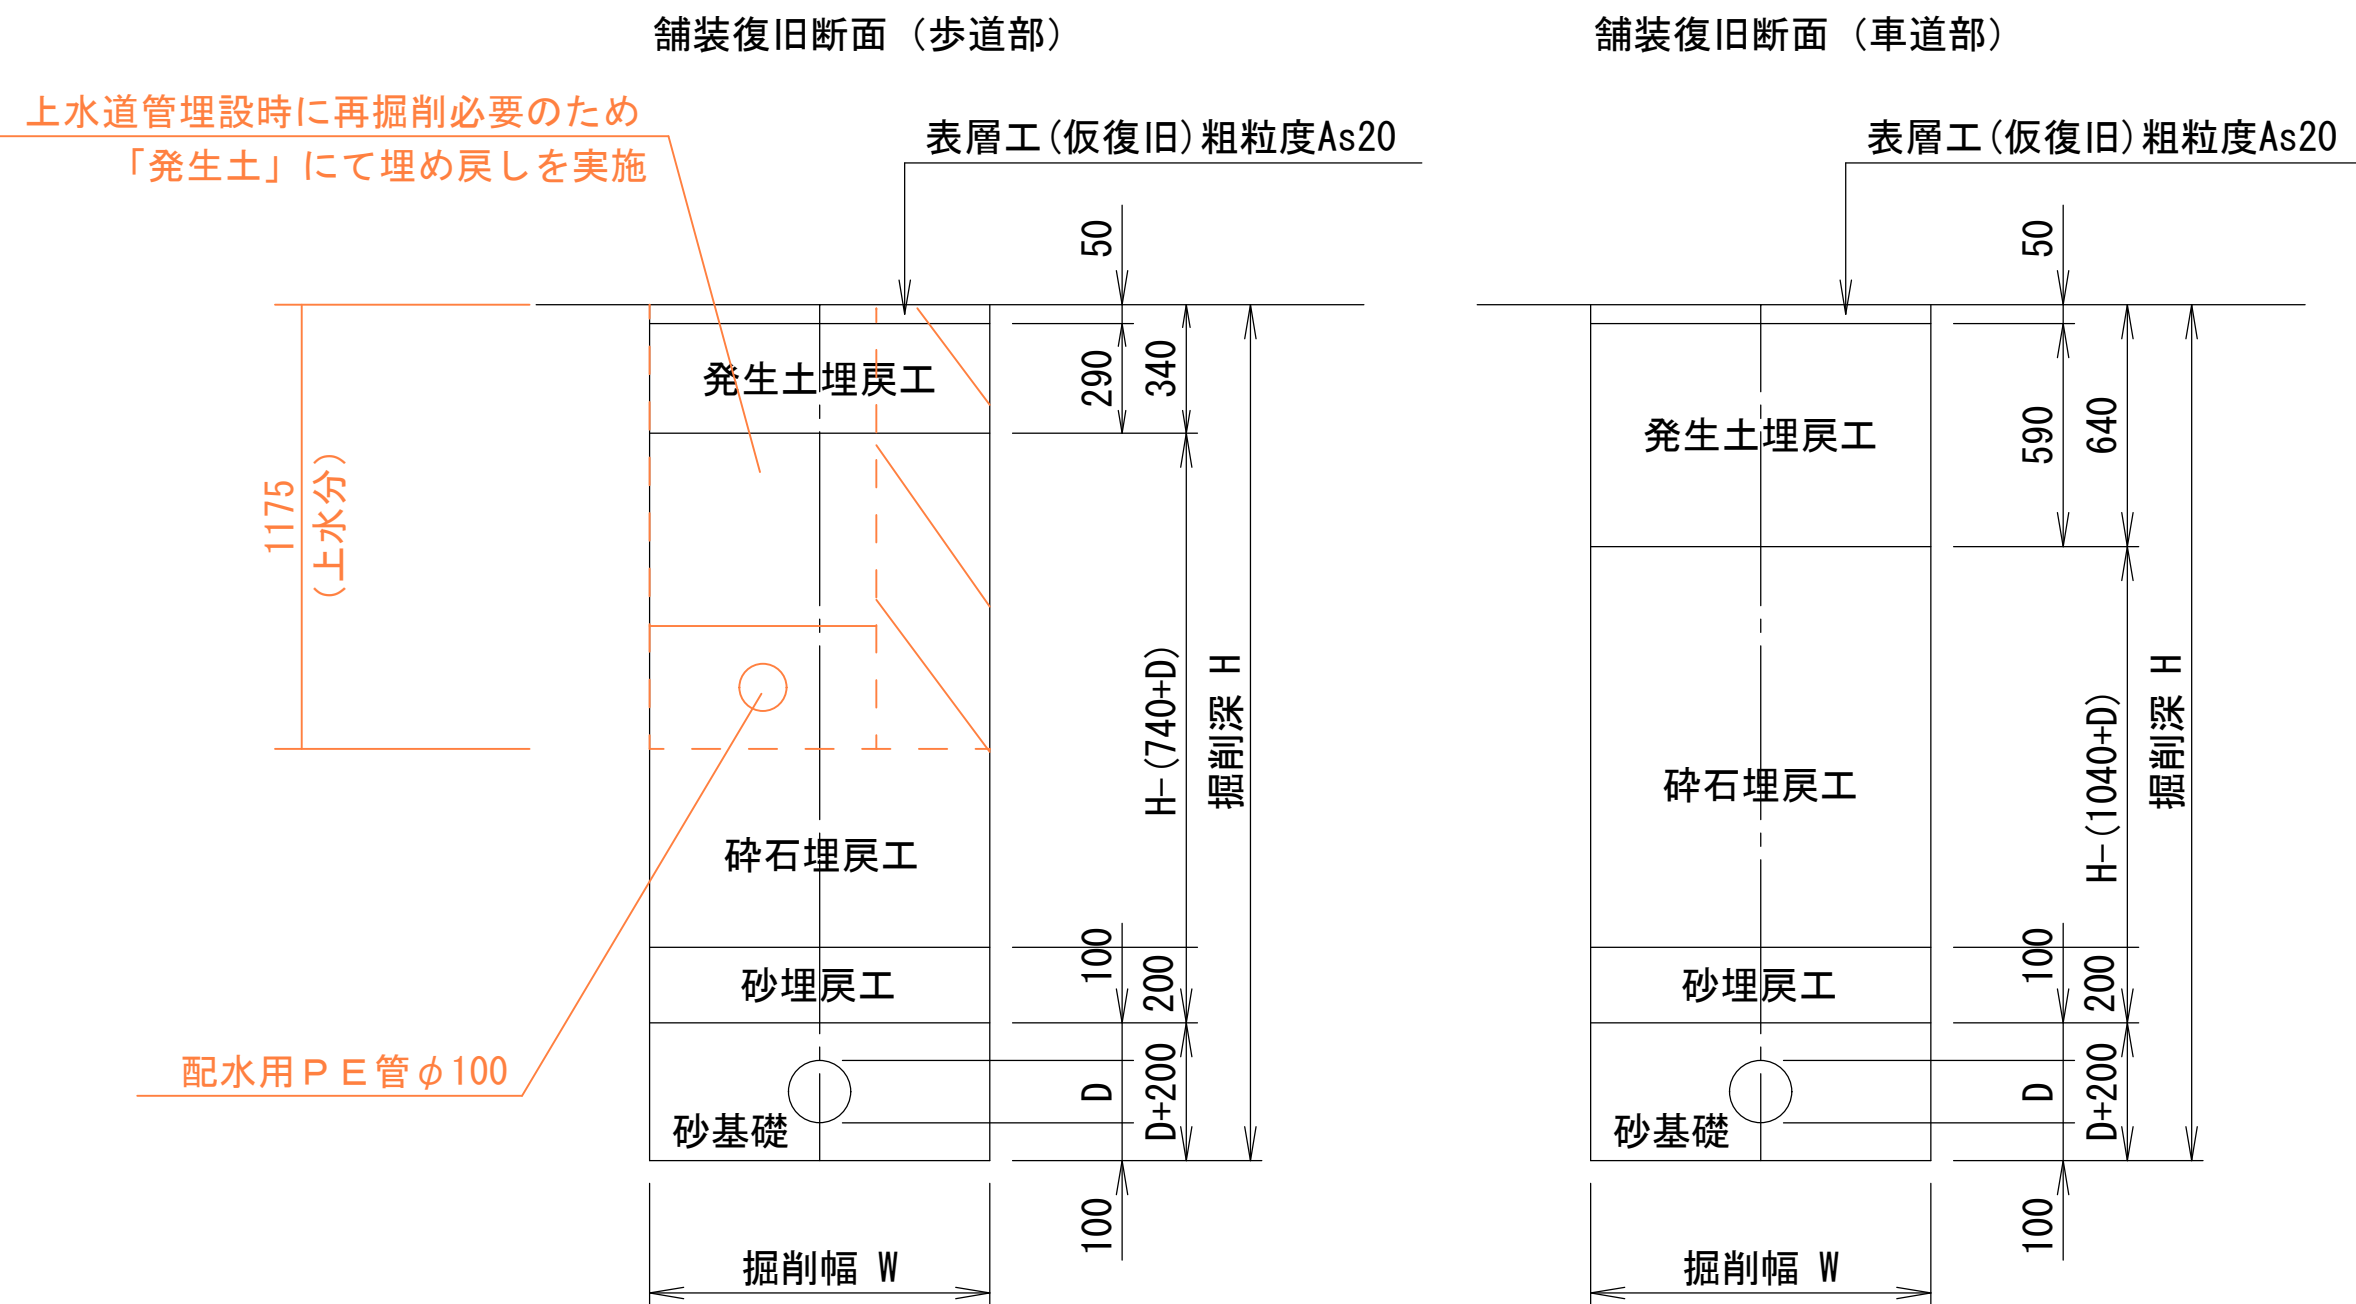 舗装復旧断面（歩道部）
上水道管埋設時に再掘削必要のため
「発生土」にて埋め戻しを実施
表層工(仮復旧)粗粒度As20
50
290
340
発生土埋戻工
1175
(上水分)
H-(740+D)
掘削深 H
砕石埋戻工
100
200
砂埋戻工
配水用ＰＥ管φ100
D
D+200
砂基礎
100
掘削幅 W
舗装復旧断面（車道部）
表層工(仮復旧)粗粒度As20
50
590
640
発生土埋戻工
H-(1040+D)
掘削深 H
砕石埋戻工
100
200
砂埋戻工
D
D+200
砂基礎
100
掘削幅 W